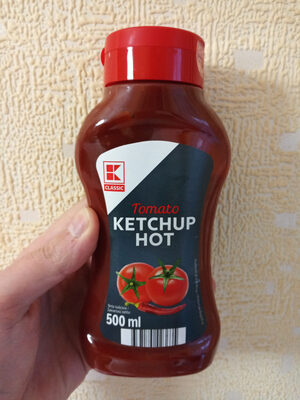 K
CLASSIC
Tomato
KETCHUP
HOT
500 ml